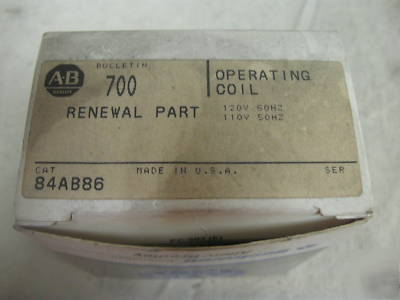 BULLETIN
A-B
700
OPERATING
COIL
RENEWAL PART
120V 60HZ
110V 50HZ
CAT
MADE IN U.S.A.
SER
84AB86